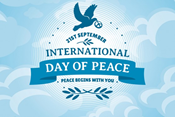 21ST SEPTEMBER
INTERNATIONAL
DAY OF PEACE
PEACE BEGINS WITH YOU